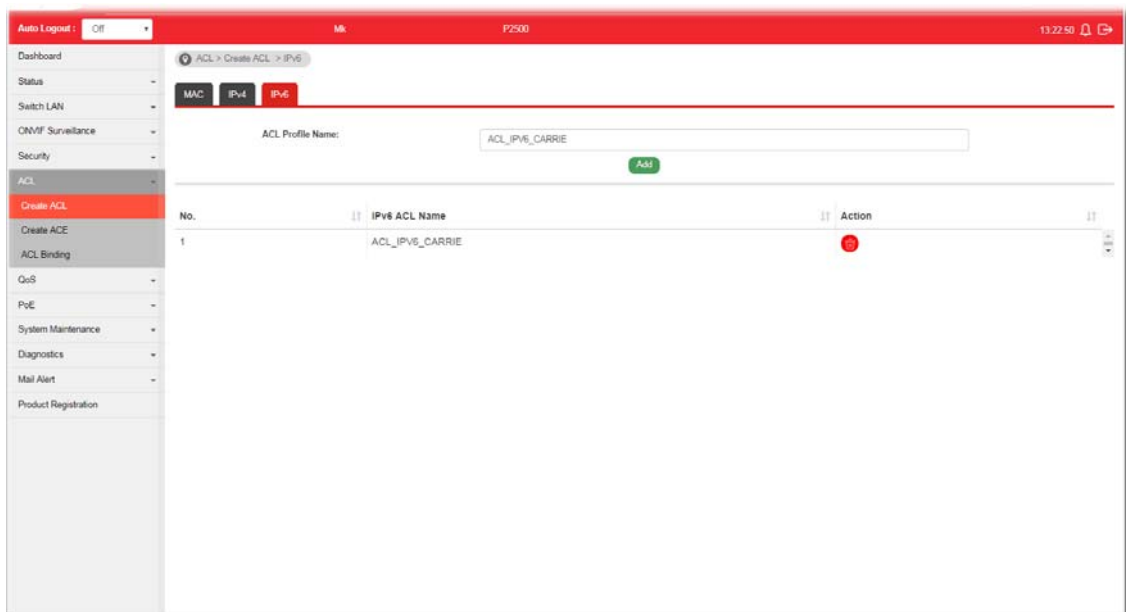 Auto Logout : Off Mk P2500 13:22:50
Dashboard
Status
Switch LAN
ONVIF Surveillance
Security
ACL
Create ACL
Create ACE
ACL Binding
QoS
PoE
System Maintenance
Diagnostics
Mail Alert
Product Registration
ACL > Create ACL > IPv6
MAC IPv4 IPv6
ACL Profile Name: ACL_IPV6_CARRIE
Add
No. IPv6 ACL Name Action
1 ACL_IPV6_CARRIE